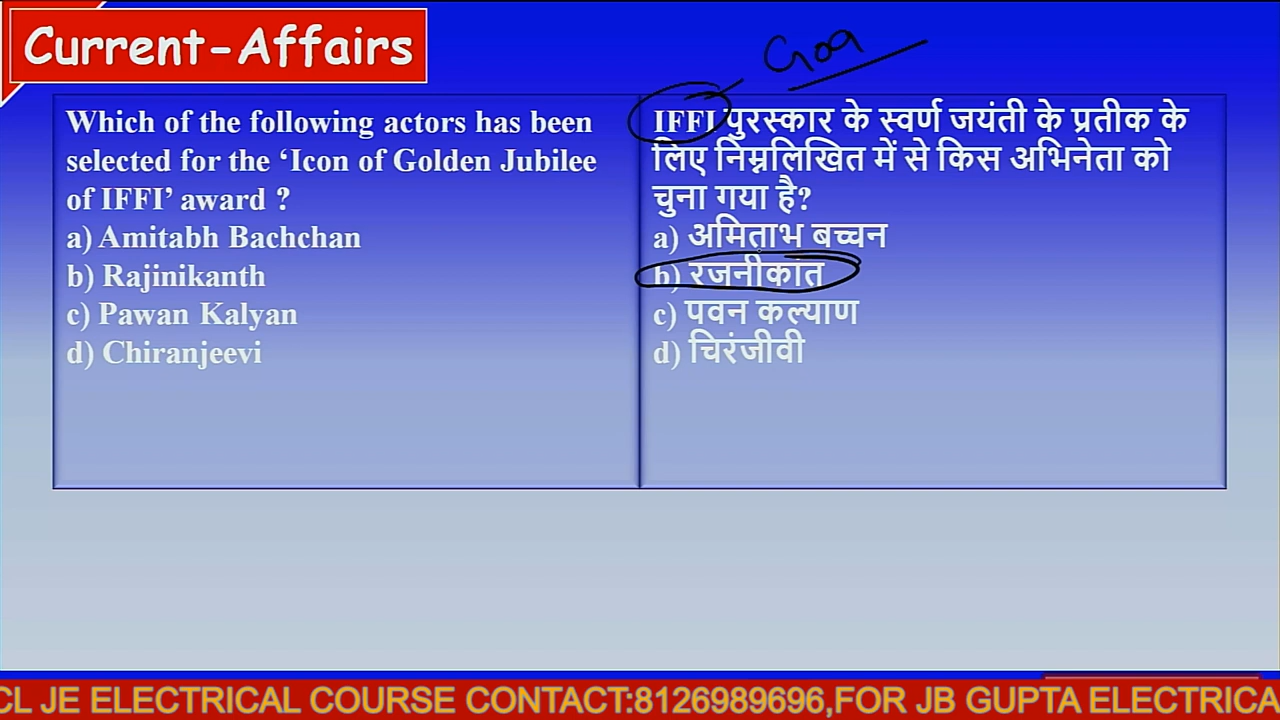 Current-Affairs
Goa
Which of the following actors has been
selected for the ‘Icon of Golden Jubilee
of IFFI’ award ?
a) Amitabh Bachchan
b) Rajinikanth
c) Pawan Kalyan
d) Chiranjeevi
IFFI पुरस्कार के स्वर्ण जयंती के प्रतीक के
लिए निम्नलिखित में से किस अभिनेता को
चुना गया है?
a) अमिताभ बच्चन
b) रजनीकांत
c) पवन कल्याण
d) चिरंजीवी
CL JE ELECTRICAL COURSE CONTACT:8126989696,FOR JB GUPTA ELECTRICA